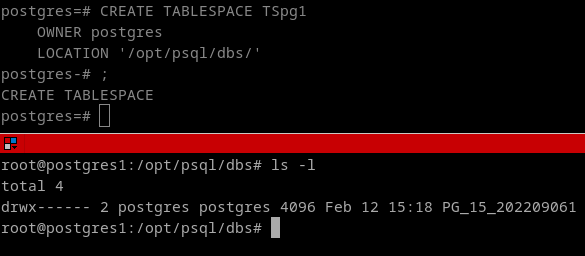 postgres=# CREATE TABLESPACE TSpg1
    OWNER postgres
    LOCATION '/opt/psql/dbs/'
postgres-# ;
CREATE TABLESPACE
postgres=#
root@postgres1:/opt/psql/dbs# ls -l
total 4
drwx------ 2 postgres postgres 4096 Feb 12 15:18 PG_15_202209061
root@postgres1:/opt/psql/dbs#